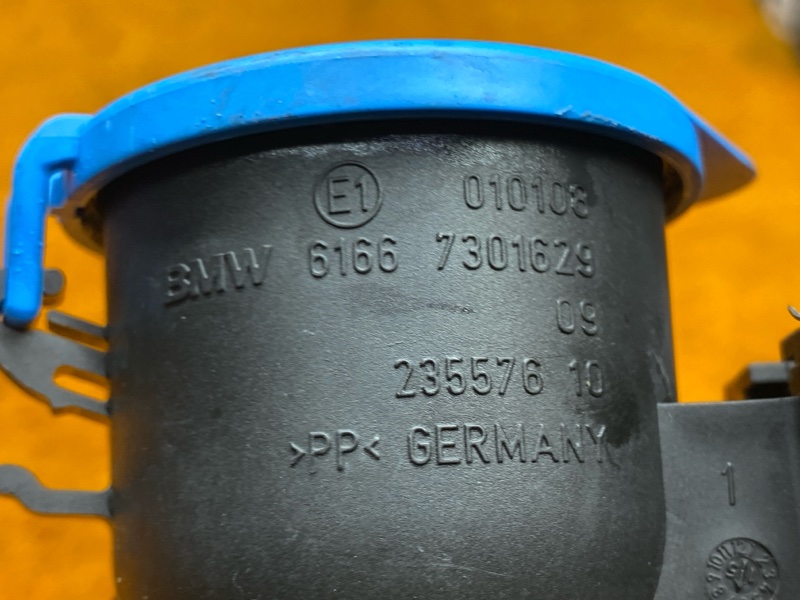 E1 010108
BMW 6166 7301629
09
235576 10
>PP< GERMANY
1